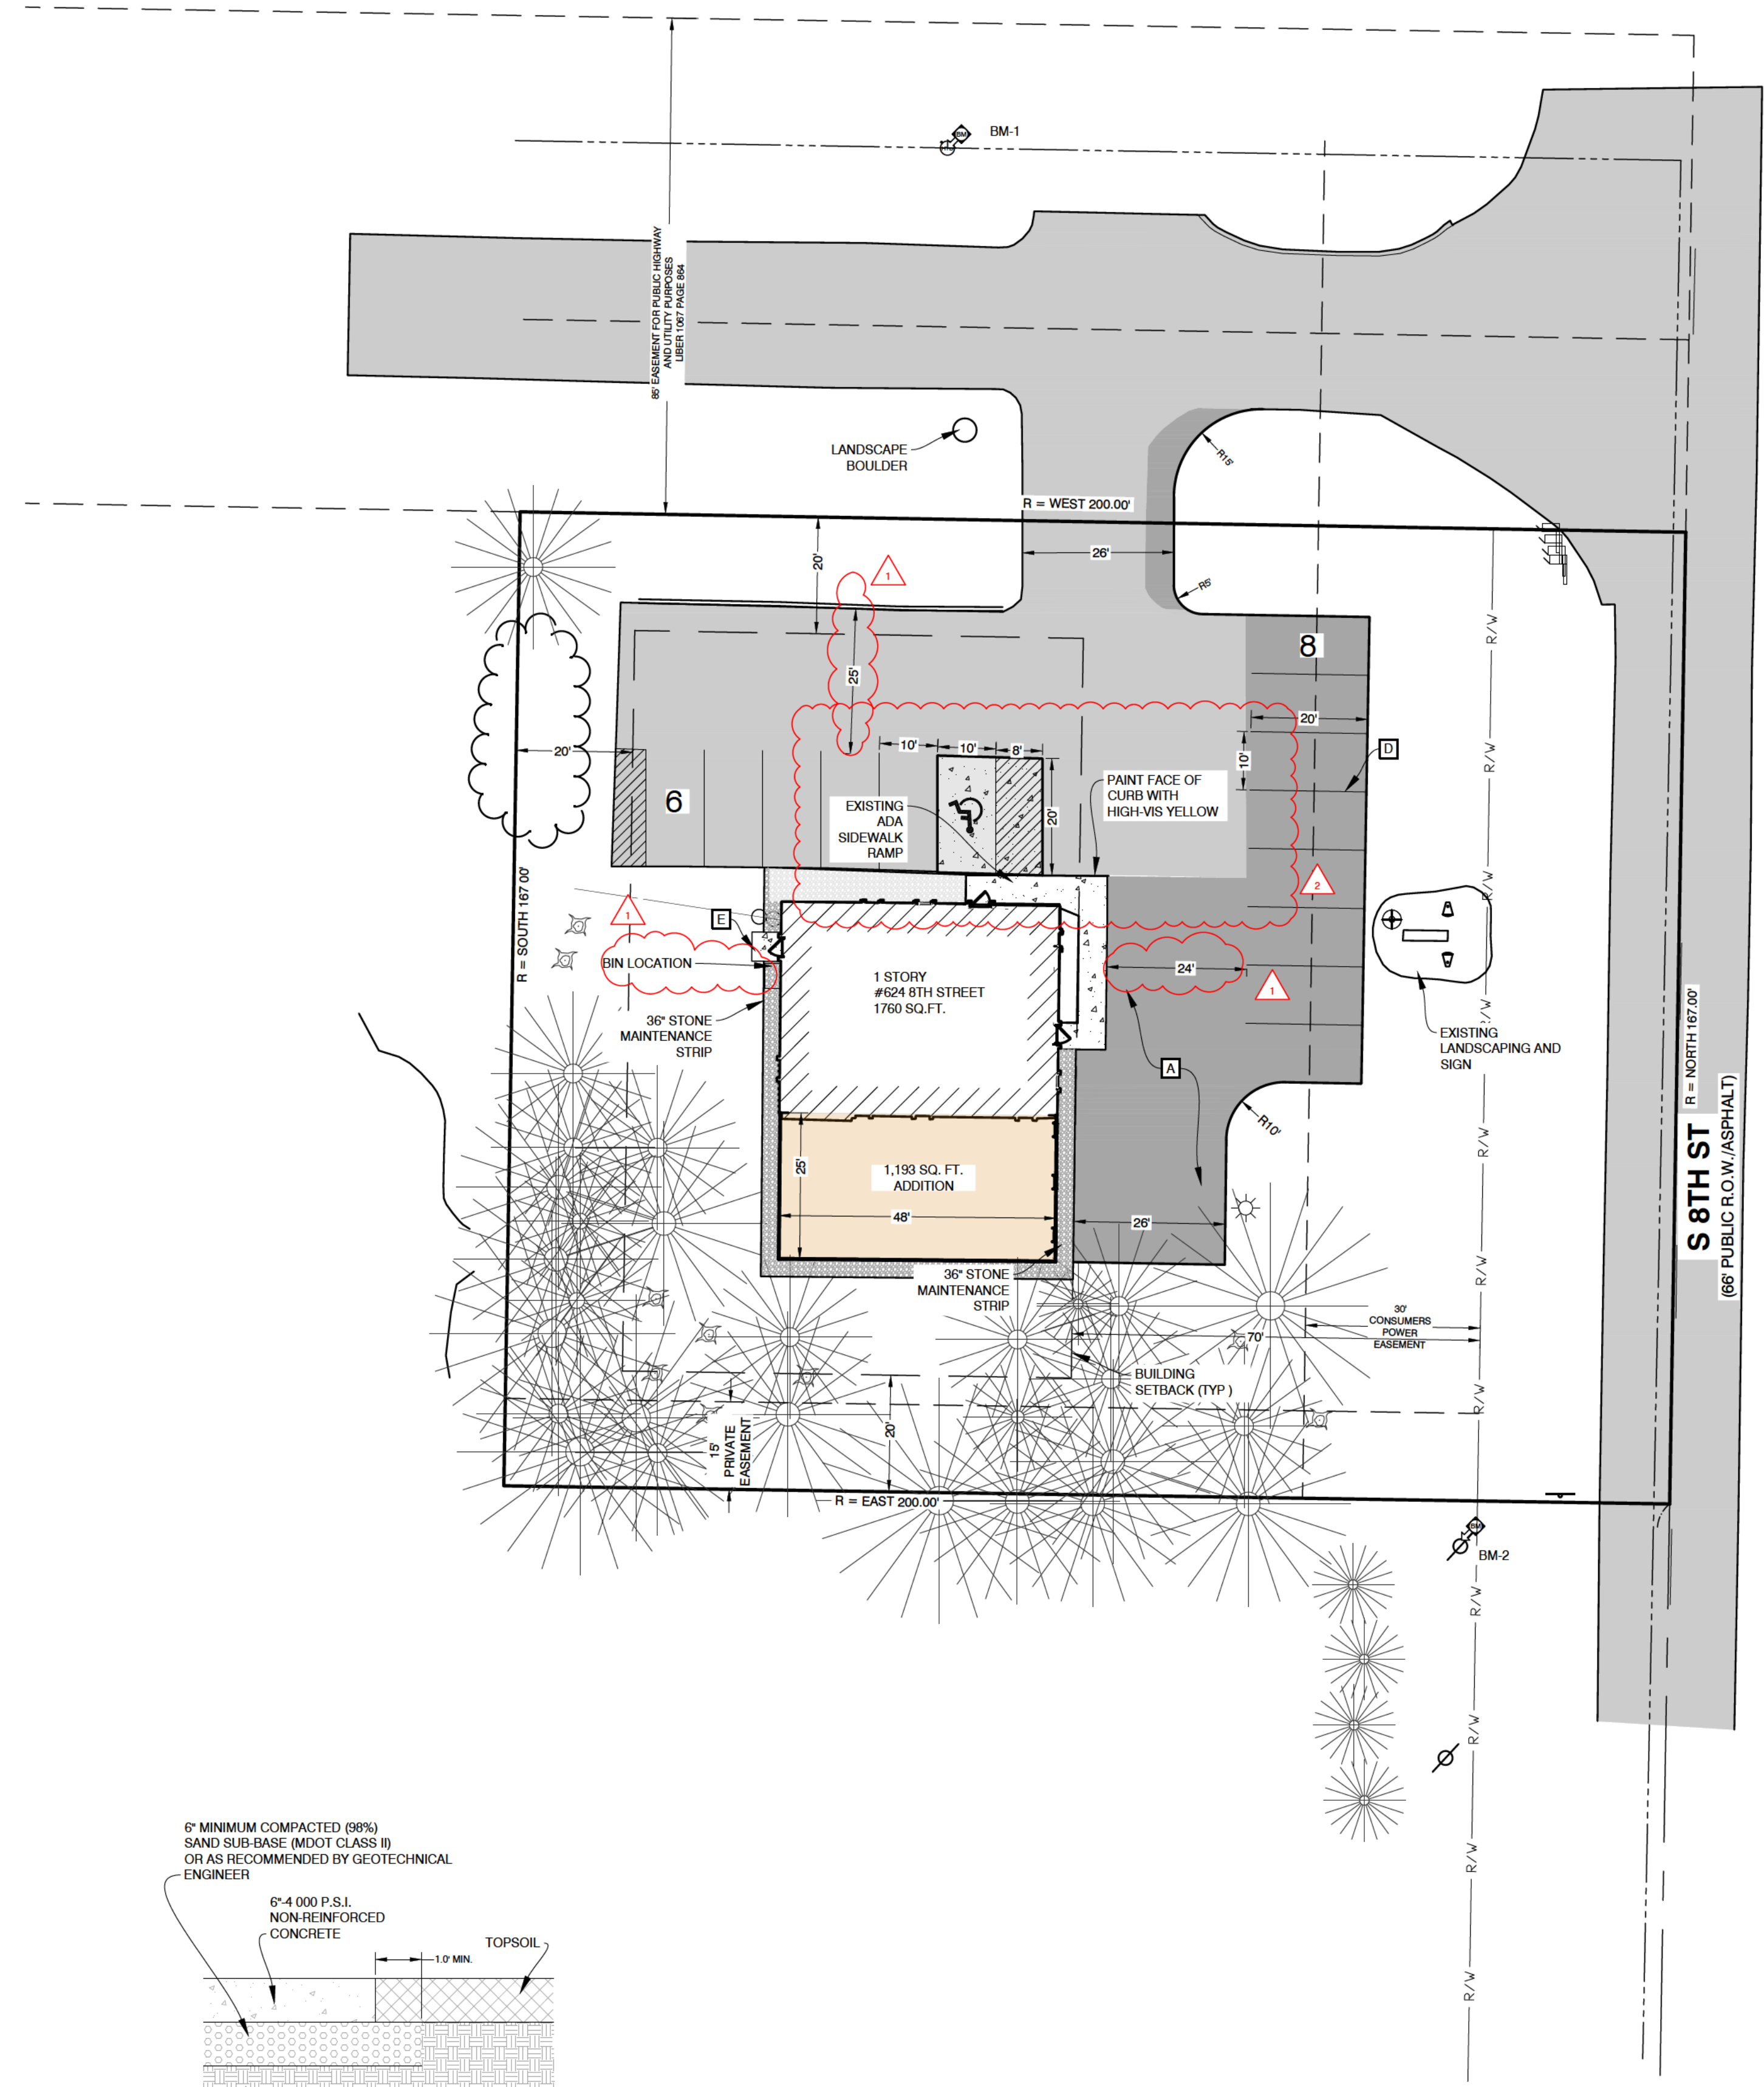 BM
BM-1
85' EASEMENT FOR PUBLIC HIGHWAY
AND UTILITY PURPOSES
LIBER 1067 PAGE 864
LANDSCAPE
BOULDER
R15'
R = WEST 200.00'
26'
20'
1
R5'
R/W
8
25'
20'
20'
10'
10'
8'
10'
D
6
PAINT FACE OF
CURB WITH
HIGH-VIS YELLOW
EXISTING
ADA
SIDEWALK
RAMP
20'
R/W
R = SOUTH 167 00'
2
R/W
1
E
BIN LOCATION
1 STORY
#624 8TH STREET
1760 SQ.FT.
24'
1
R/W
36" STONE
MAINTENANCE
STRIP
EXISTING
LANDSCAPING AND
SIGN
R/W
A
R = NORTH 167.00'
S 8TH ST
(66' PUBLIC R.O.W./ASPHALT)
R10'
R/W
25'
1,193 SQ. FT.
ADDITION
48'
26'
R/W
36" STONE
MAINTENANCE
STRIP
30'
CONSUMERS
POWER
EASEMENT
70'
BUILDING
SETBACK (TYP )
R/W
20'
15'
PRIVATE
EASEMENT
R = EAST 200.00'
BM
BM-2
R/W
R/W
R/W
R/W
6" MINIMUM COMPACTED (98%)
SAND SUB-BASE (MDOT CLASS II)
OR AS RECOMMENDED BY GEOTECHNICAL
ENGINEER
6"-4 000 P.S.I.
NON-REINFORCED
CONCRETE
TOPSOIL
1.0' MIN.